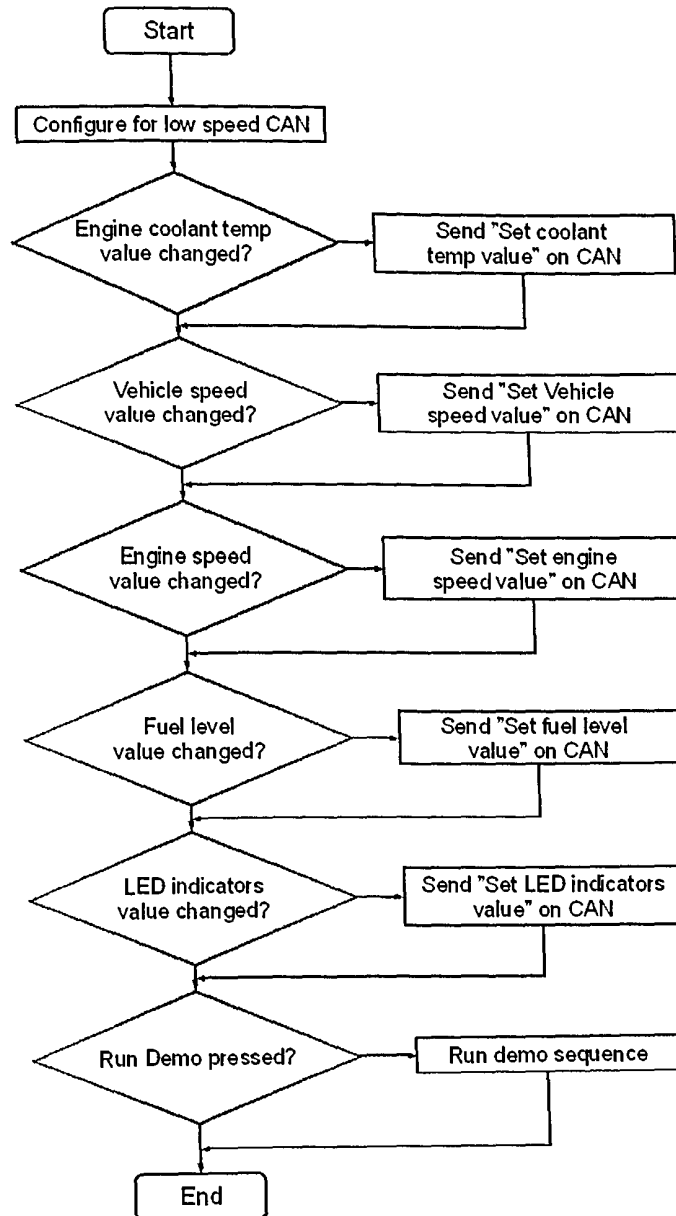 Start
Configure for low speed CAN
Engine coolant temp
value changed?
Send "Set coolant
temp value" on CAN
Vehicle speed
value changed?
Send "Set Vehicle
speed value" on CAN
Engine speed
value changed?
Send "Set engine
speed value" on CAN
Fuel level
value changed?
Send "Set fuel level
value" on CAN
LED indicators
value changed?
Send "Set LED indicators
value" on CAN
Run Demo pressed?
Run demo sequence
End